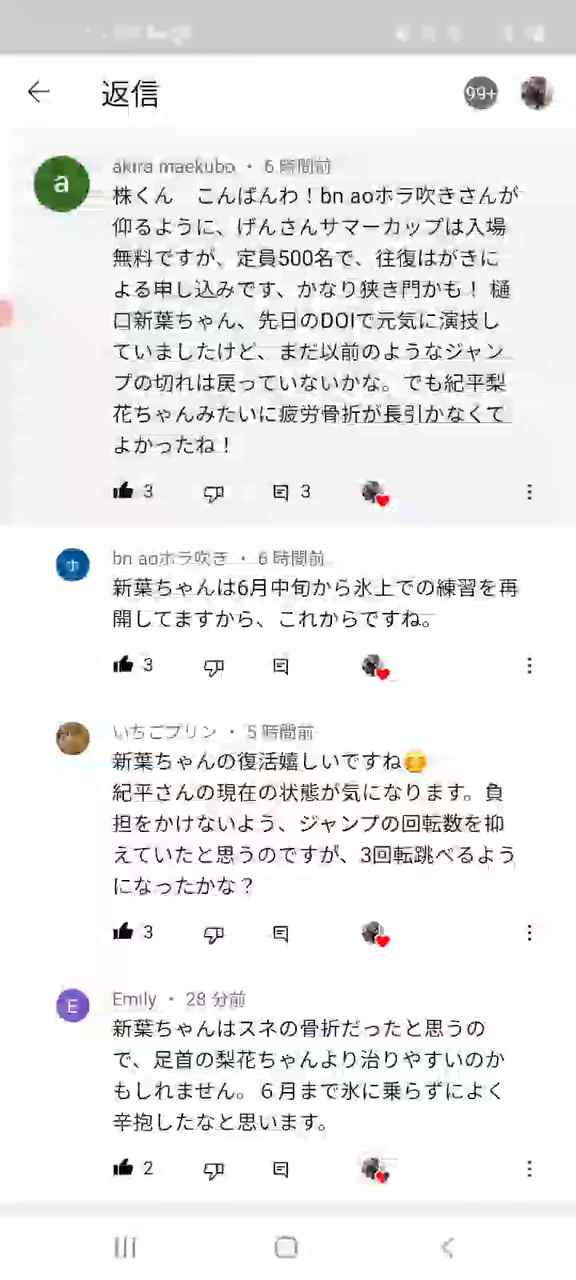 返信
99+
a
akira maekubo ・ 6 時間前
株くん　こんばんわ！bn aoホラ吹きさんが
仰るように、げんさんサマーカップは入場
無料ですが、定員500名で、往復はがきに
よる申し込みです、かなり狭き門かも！ 樋
口新葉ちゃん、先日のDOIで元気に演技し
ていましたけど、まだ以前のようなジャン
プの切れは戻っていないかな。でも紀平梨
花ちゃんみたいに疲労骨折が長引かなくて
よかったね！
3 3
ホ
bn aoホラ吹き ・ 6 時間前
新葉ちゃんは6月中旬から氷上での練習を再
開してますから、これからですね。
3
いちごプリン ・ 5 時間前
新葉ちゃんの復活嬉しいですね😊
紀平さんの現在の状態が気になります。負
担をかけないよう、ジャンプの回転数を抑
えていたと思うのですが、3回転跳べるよう
になったかな？
3
E
Emily ・ 28 分前
新葉ちゃんはスネの骨折だったと思うの
で、足首の梨花ちゃんより治りやすいのか
もしれません。６月まで氷に乗らずによく
辛抱したなと思います。
2